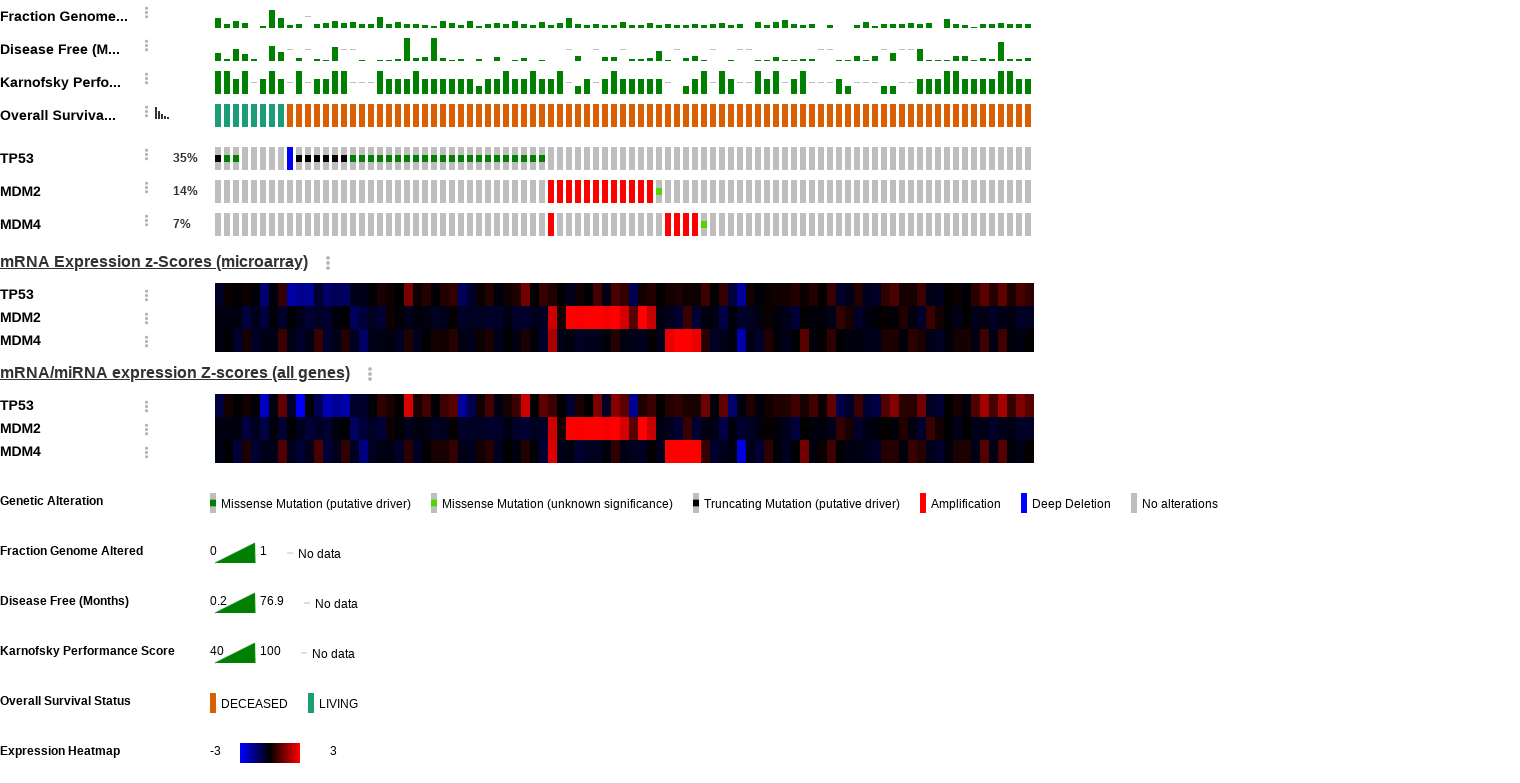 Fraction Genome...
Disease Free (M...
Karnofsky Perfo...
Overall Surviva...
TP53 35%
MDM2 14%
MDM4 7%
mRNA Expression z-Scores (microarray)
TP53
MDM2
MDM4
mRNA/miRNA expression Z-scores (all genes)
TP53
MDM2
MDM4
Genetic Alteration Missense Mutation (putative driver) Missense Mutation (unknown significance) Truncating Mutation (putative driver) Amplification Deep Deletion No alterations
Fraction Genome Altered 0 1 No data
Disease Free (Months) 0.2 76.9 No data
Karnofsky Performance Score 40 100 No data
Overall Survival Status DECEASED LIVING
Expression Heatmap -3 3